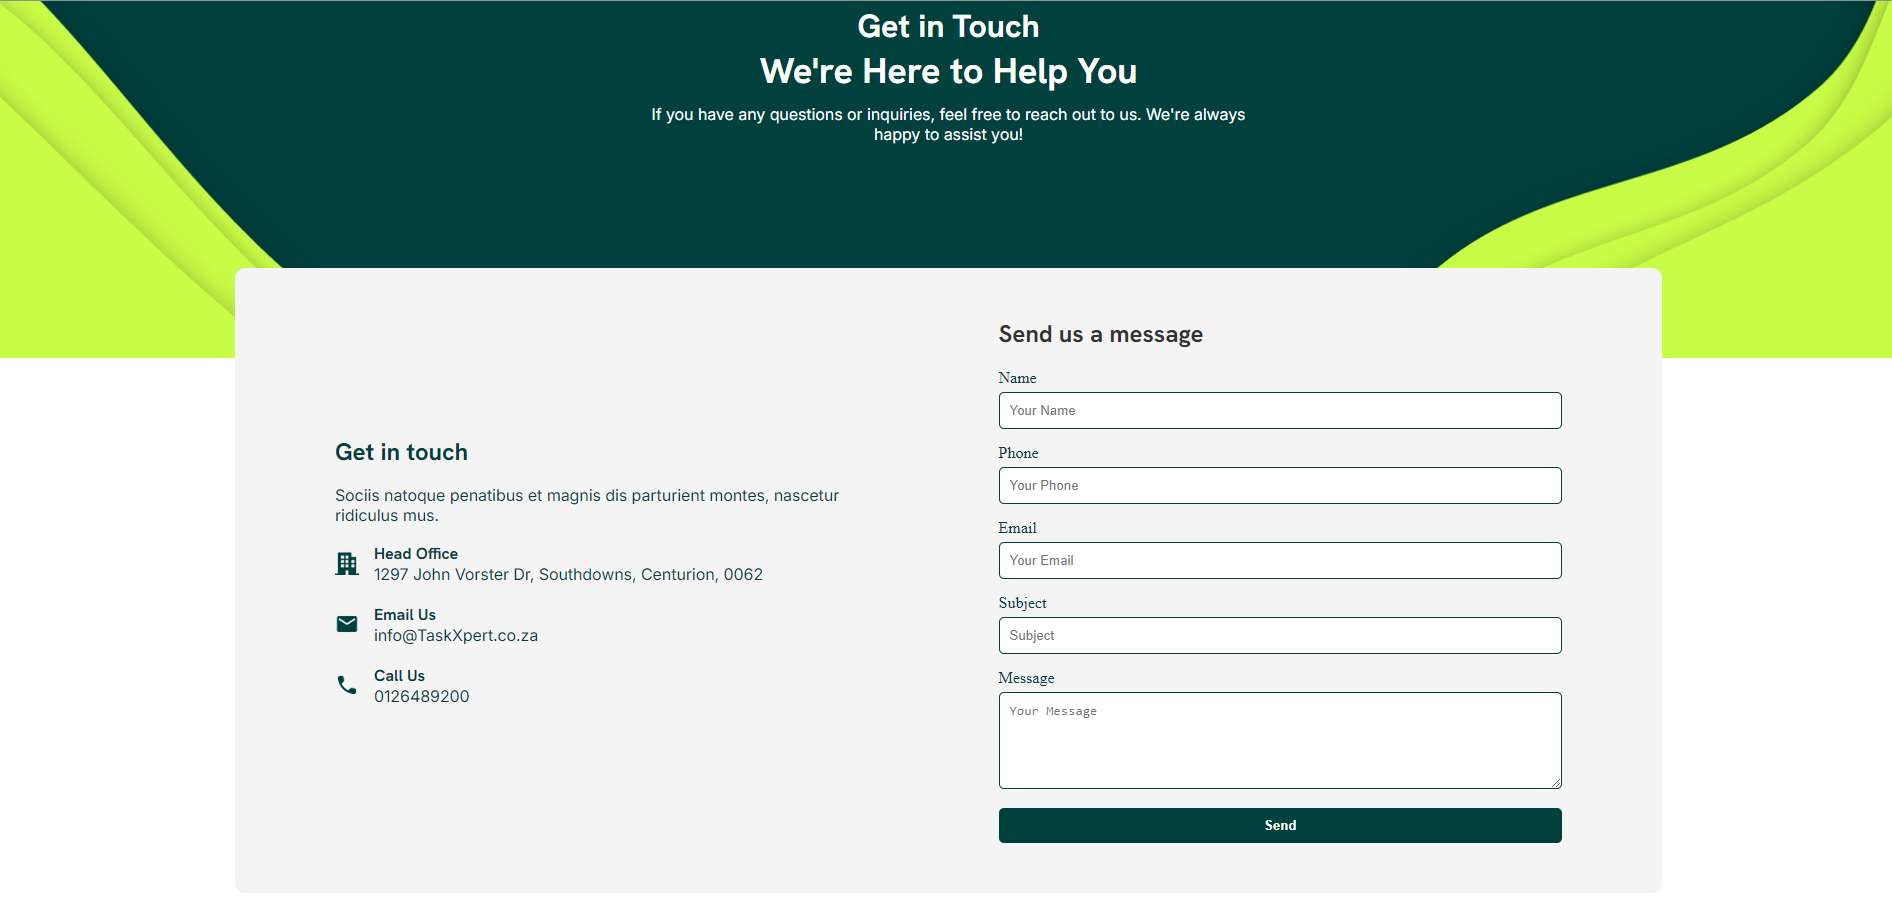 Get in Touch
We're Here to Help You
If you have any questions or inquiries, feel free to reach out to us. We're always
happy to assist you!
Get in touch
Sociis natoque penatibus et magnis dis parturient montes, nascetur
ridiculus mus.
Head Office
1297 John Vorster Dr, Southdowns, Centurion, 0062
Email Us
info@TaskXpert.co.za
Call Us
0126489200
Send us a message
Name
Your Name
Phone
Your Phone
Email
Your Email
Subject
Subject
Message
Your Message
Send